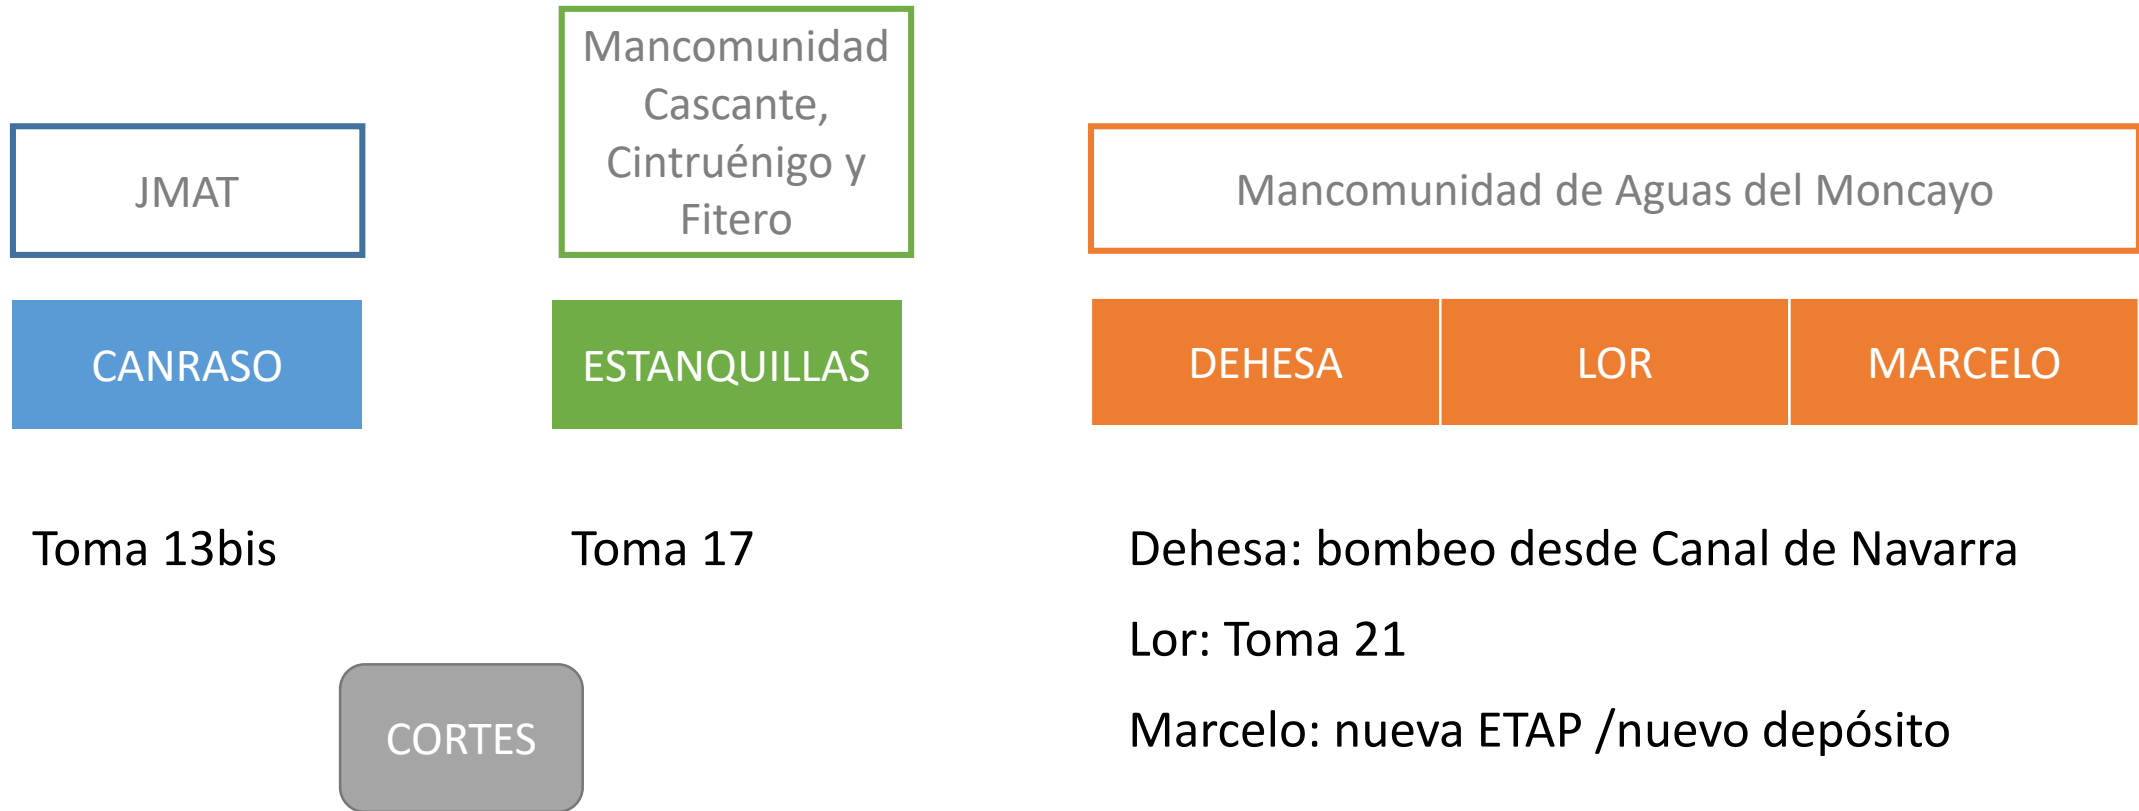 JMAT
Mancomunidad
Cascante,
Cintruénigo y
Fitero
Mancomunidad de Aguas del Moncayo
CANRASO
ESTANQUILLAS
DEHESA
LOR
MARCELO
Toma 13bis
Toma 17
Dehesa: bombeo desde Canal de Navarra
Lor: Toma 21
Marcelo: nueva ETAP /nuevo depósito
CORTES